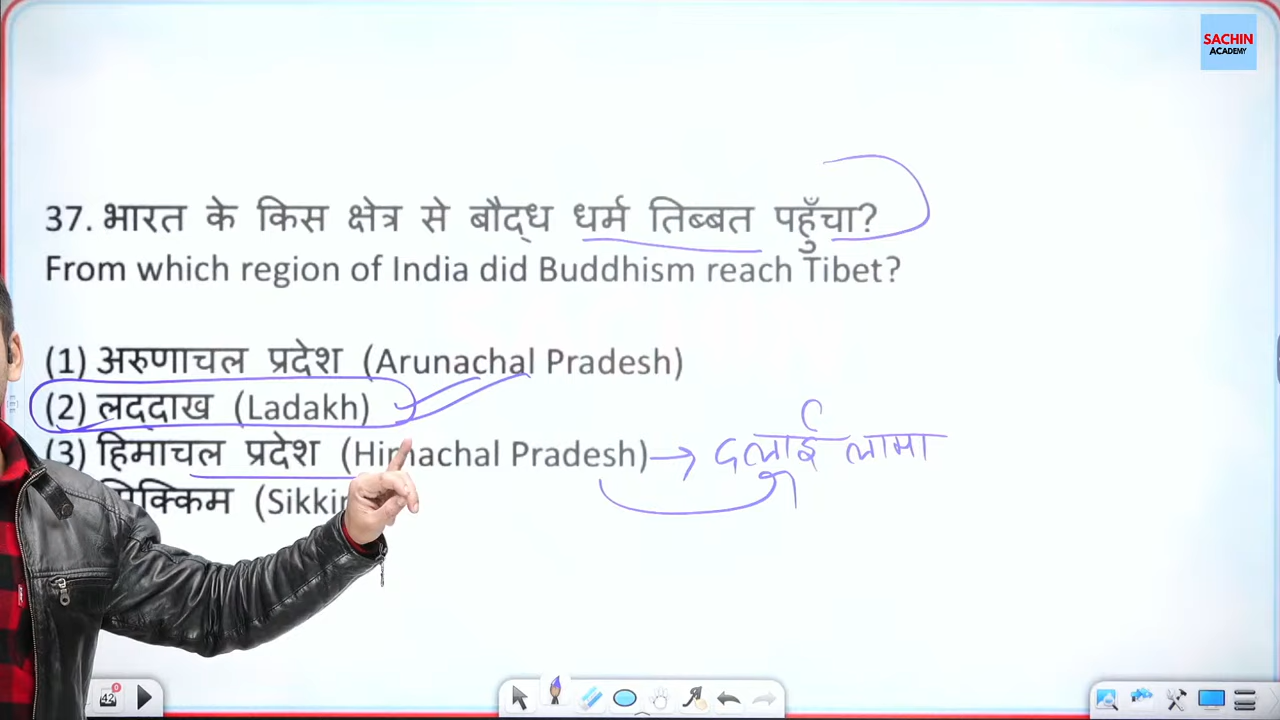 SACHIN
ACADEMY
37. भारत के किस क्षेत्र से बौद्ध धर्म तिब्बत पहुँचा?
From which region of India did Buddhism reach Tibet?
(1) अरुणाचल प्रदेश (Arunachal Pradesh)
(2) लद्दाख (Ladakh)
(3) हिमाचल प्रदेश (Himachal Pradesh) → दलाई लामा
42